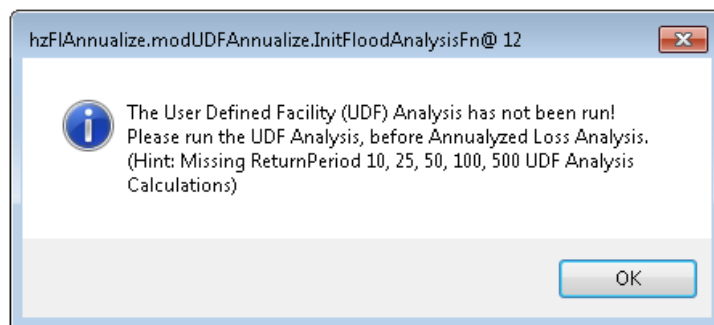 hzFlAnnualize.modUDFAnnualize.InitFloodAnalysisFn@ 12
The User Defined Facility (UDF) Analysis has not been run!
Please run the UDF Analysis, before Annualyzed Loss Analysis.
(Hint: Missing ReturnPeriod 10, 25, 50, 100, 500 UDF Analysis
Calculations)
OK